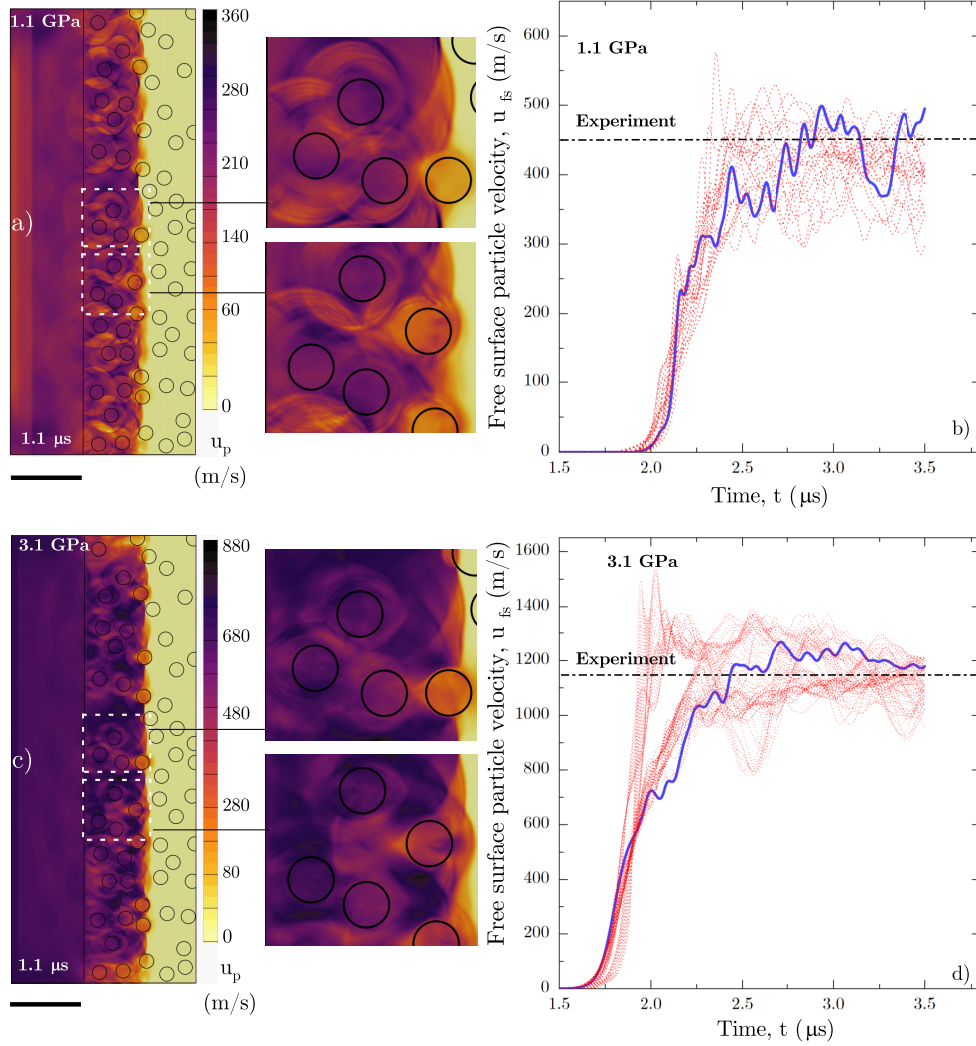 1.1 GPa
a)
1.1 μs
360
280
210
140
60
0
u p
(m/s)
Free surface particle velocity, u fs (m/s)
600
500
400
300
200
100
0
1.1 GPa
Experiment
b)
1.5 2.0 2.5 3.0 3.5
Time, t (μs)
3.1 GPa
c)
1.1 μs
880
680
480
280
80
0
u p
(m/s)
Free surface particle velocity, u fs (m/s)
1600
1400
1200
1000
800
600
400
200
0
3.1 GPa
Experiment
d)
1.5 2.0 2.5 3.0 3.5
Time, t (μs)